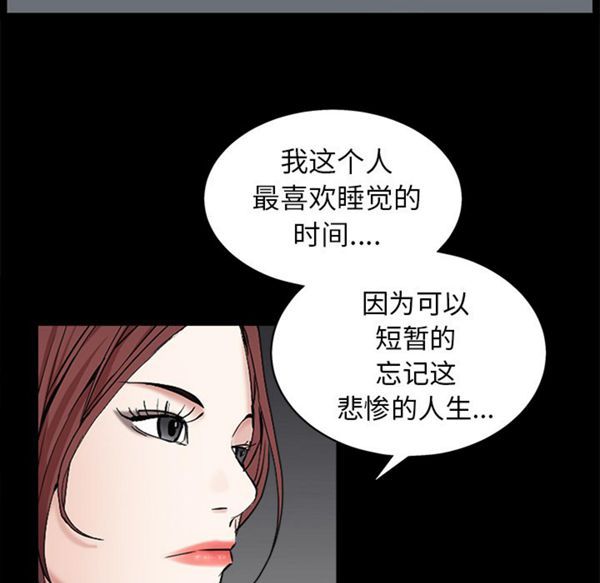 我这个人
最喜欢睡觉的
时间....
因为可以
短暂的
忘记这
悲惨的人生...